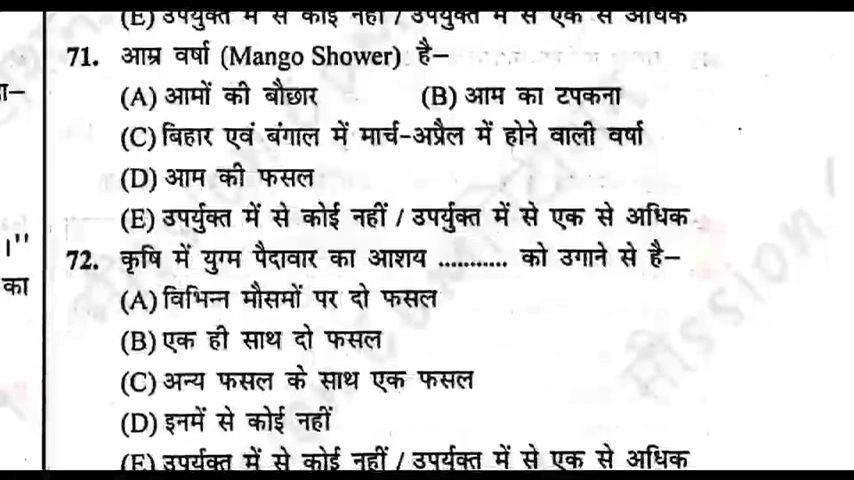 (E) उपर्युक्त में से कोई नहीं / उपर्युक्त में से एक से अधिक
71. आम्र वर्षा (Mango Shower) है–
(A) आमों की बौछार (B) आम का टपकना
(C) बिहार एवं बंगाल में मार्च-अप्रैल में होने वाली वर्षा
(D) आम की फसल
(E) उपर्युक्त में से कोई नहीं / उपर्युक्त में से एक से अधिक
72. कृषि में युग्म पैदावार का आशय ........... को उगाने से है–
(A) विभिन्न मौसमों पर दो फसल
(B) एक ही साथ दो फसल
(C) अन्य फसल के साथ एक फसल
(D) इनमें से कोई नहीं
(E) उपर्युक्त में से कोई नहीं / उपर्युक्त में से एक से अधिक
।"
का